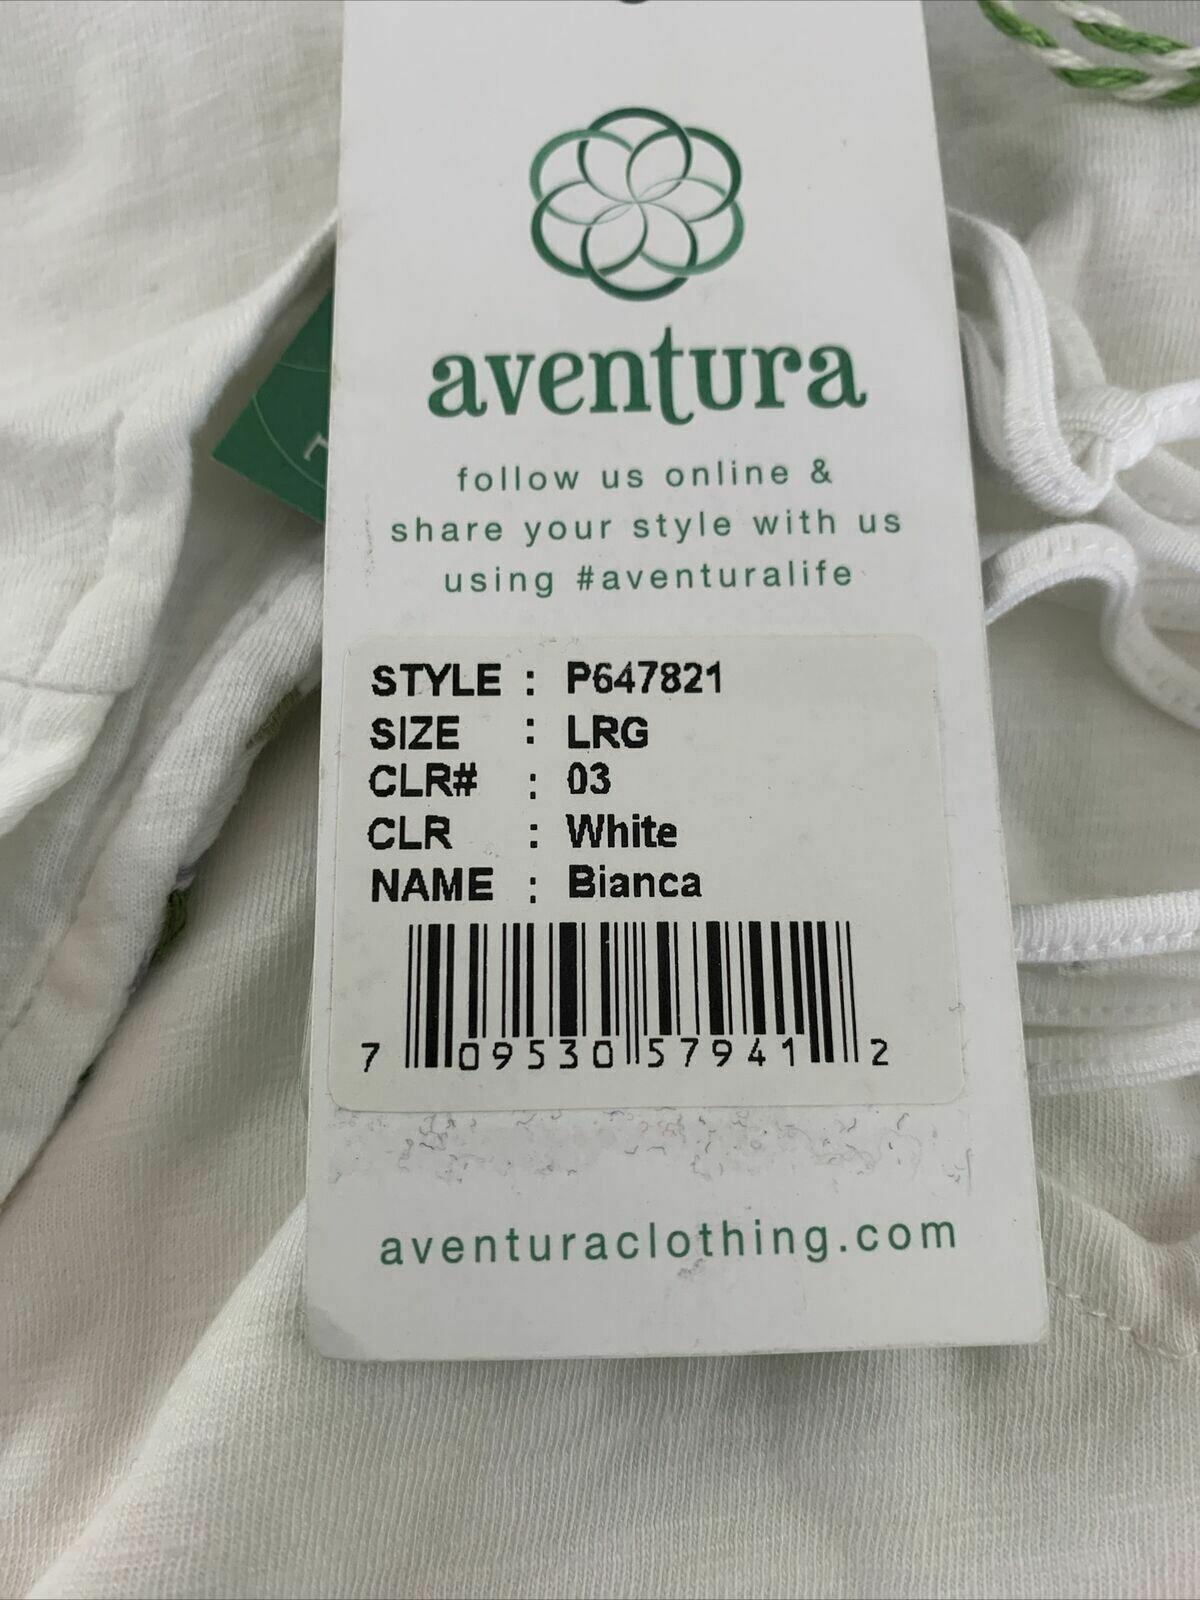 aventura
follow us online &
share your style with us
using #aventuralife
STYLE : P647821
SIZE : LRG
CLR# : 03
CLR : White
NAME : Bianca
7 09530 57941 2
aventuraclothing.com